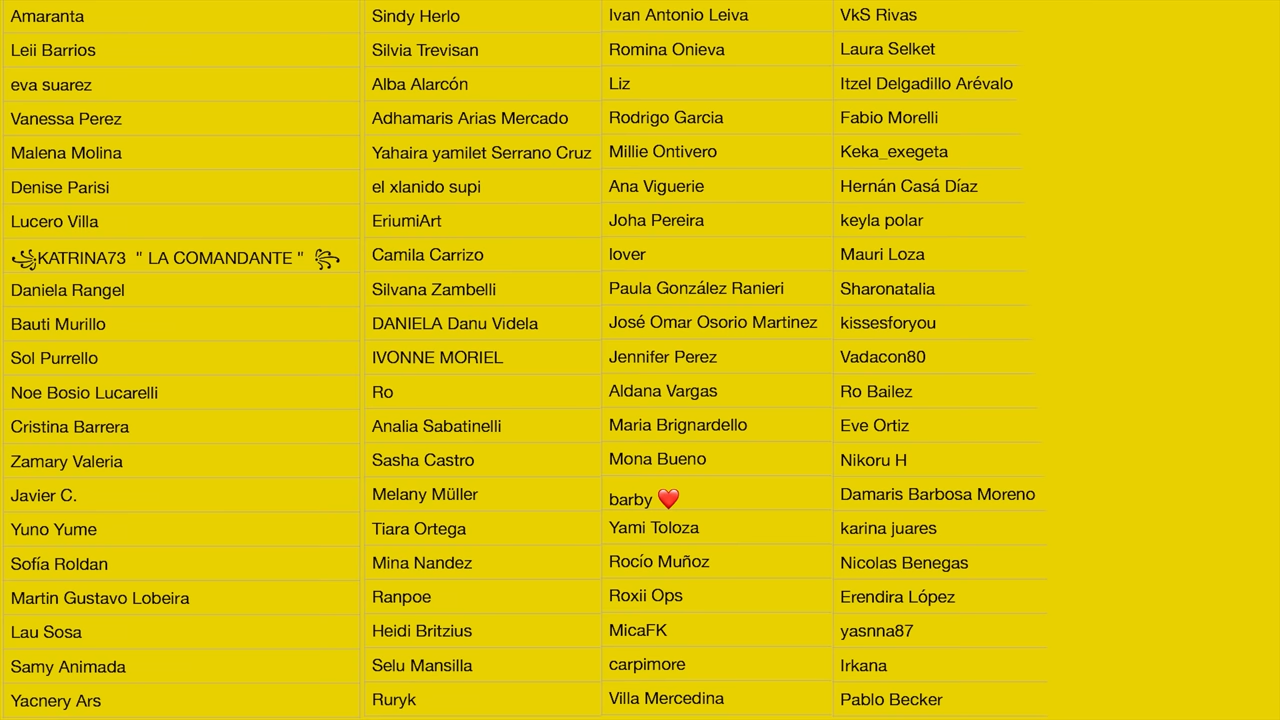 Amaranta
Leii Barrios
eva suarez
Vanessa Perez
Malena Molina
Denise Parisi
Lucero Villa
꧁KATRINA73 " LA COMANDANTE " ꧂
Daniela Rangel
Bauti Murillo
Sol Purrello
Noe Bosio Lucarelli
Cristina Barrera
Zamary Valeria
Javier C.
Yuno Yume
Sofía Roldan
Martin Gustavo Lobeira
Lau Sosa
Samy Animada
Yacnery Ars
Sindy Herlo
Silvia Trevisan
Alba Alarcón
Adhamaris Arias Mercado
Yahaira yamilet Serrano Cruz
el xlanido supi
EriumiArt
Camila Carrizo
Silvana Zambelli
DANIELA Danu Videla
IVONNE MORIEL
Ro
Analia Sabatinelli
Sasha Castro
Melany Müller
Tiara Ortega
Mina Nandez
Ranpoe
Heidi Britzius
Selu Mansilla
Ruryk
Ivan Antonio Leiva
Romina Onieva
Liz
Rodrigo Garcia
Millie Ontivero
Ana Viguerie
Joha Pereira
lover
Paula González Ranieri
José Omar Osorio Martinez
Jennifer Perez
Aldana Vargas
Maria Brignardello
Mona Bueno
barby ❤️
Yami Toloza
Rocío Muñoz
Roxii Ops
MicaFK
carpimore
Villa Mercedina
VkS Rivas
Laura Selket
Itzel Delgadillo Arévalo
Fabio Morelli
Keka_exegeta
Hernán Casá Díaz
keyla polar
Mauri Loza
Sharonatalia
kissesforyou
Vadacon80
Ro Bailez
Eve Ortiz
Nikoru H
Damaris Barbosa Moreno
karina juares
Nicolas Benegas
Erendira López
yasnna87
Irkana
Pablo Becker